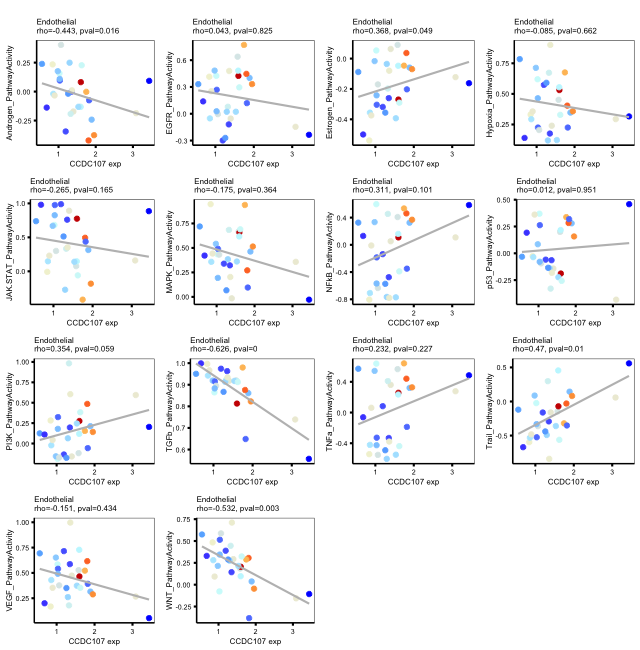 Endothelial
rho=-0.443, pval=0.016
Androgen_PathwayActivity
0.25
0.00
-0.25
1
2
3
CCDC107 exp
Endothelial
rho=0.043, pval=0.825
EGFR_PathwayActivity
0.6
0.3
0.0
-0.3
1
2
3
CCDC107 exp
Endothelial
rho=0.368, pval=0.049
Estrogen_PathwayActivity
0.0
-0.2
-0.4
1
2
3
CCDC107 exp
Endothelial
rho=-0.085, pval=0.662
Hypoxia_PathwayActivity
0.75
0.50
0.25
1
2
3
CCDC107 exp
Endothelial
rho=-0.265, pval=0.165
JAK-STAT_PathwayActivity
1.0
0.5
0.0
1
2
3
CCDC107 exp
Endothelial
rho=-0.175, pval=0.364
MAPK_PathwayActivity
0.75
0.50
0.25
0.00
1
2
3
CCDC107 exp
Endothelial
rho=0.311, pval=0.101
NFkB_PathwayActivity
0.4
0.0
-0.4
-0.8
1
2
3
CCDC107 exp
Endothelial
rho=0.012, pval=0.951
p53_PathwayActivity
0.50
0.25
0.00
-0.25
1
2
3
CCDC107 exp
Endothelial
rho=0.354, pval=0.059
PI3K_PathwayActivity
1.00
0.75
0.50
0.25
0.00
1
2
3
CCDC107 exp
Endothelial
rho=-0.626, pval=0
TGFb_PathwayActivity
1.0
0.9
0.8
0.7
0.6
1
2
3
CCDC107 exp
Endothelial
rho=0.232, pval=0.227
TNFa_PathwayActivity
0.4
0.0
-0.4
1
2
3
CCDC107 exp
Endothelial
rho=0.47, pval=0.01
Trail_PathwayActivity
0.5
0.0
-0.5
1
2
3
CCDC107 exp
Endothelial
rho=-0.151, pval=0.434
VEGF_PathwayActivity
1.00
0.75
0.50
0.25
1
2
3
CCDC107 exp
Endothelial
rho=-0.532, pval=0.003
WNT_PathwayActivity
0.75
0.50
0.25
0.00
-0.25
1
2
3
CCDC107 exp